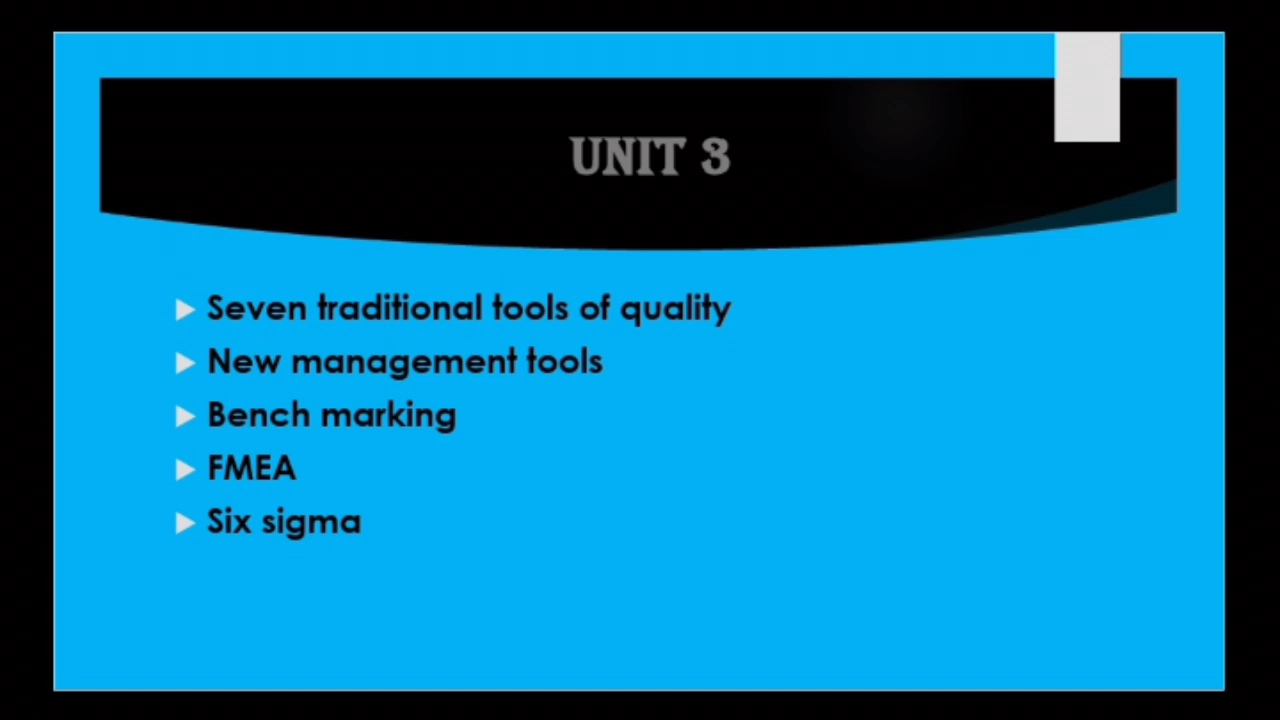 UNIT 3
Seven traditional tools of quality
New management tools
Bench marking
FMEA
Six sigma